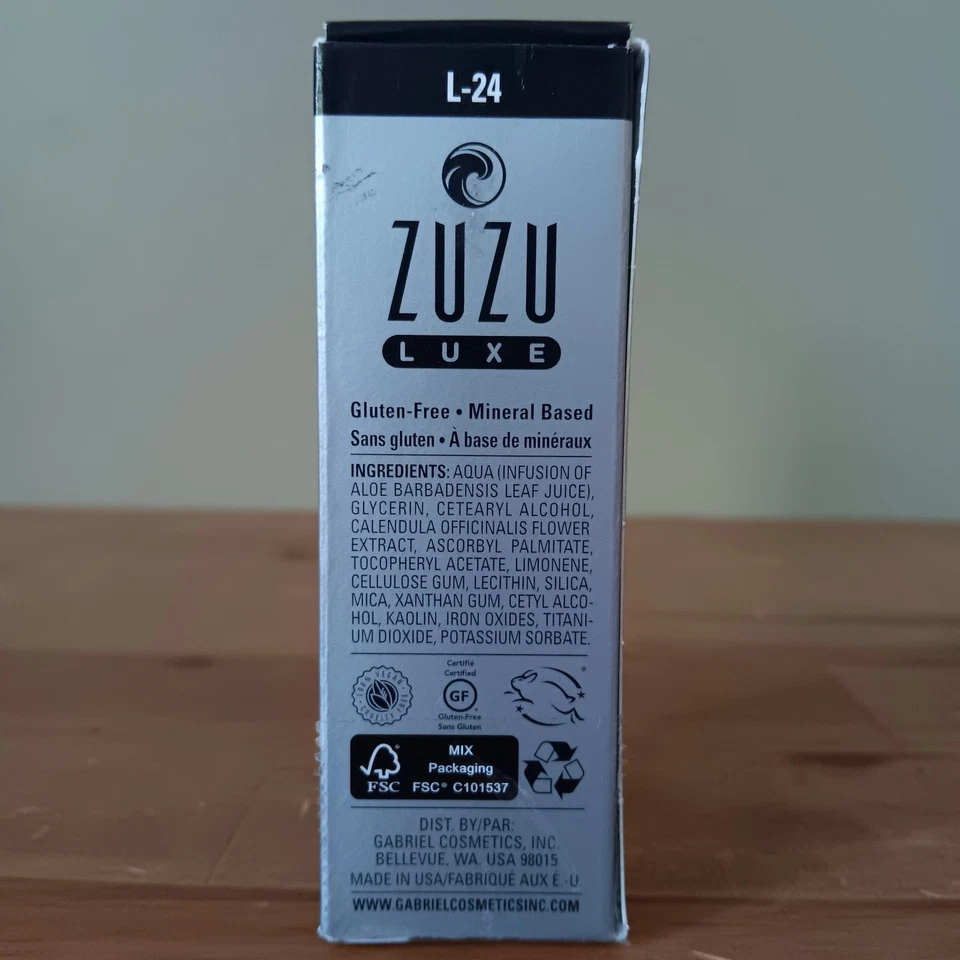 L-24
ZUZU
LUXE
Gluten-Free • Mineral Based
Sans gluten • À base de minéraux
INGREDIENTS: AQUA (INFUSION OF
ALOE BARBADENSIS LEAF JUICE),
GLYCERIN, CETEARYL ALCOHOL,
CALENDULA OFFICINALIS FLOWER
EXTRACT, ASCORBYL PALMITATE,
TOCOPHERYL ACETATE, LIMONENE,
CELLULOSE GUM, LECITHIN, SILICA,
MICA, XANTHAN GUM, CETYL ALCO-
HOL, KAOLIN, IRON OXIDES, TITANI-
UM DIOXIDE, POTASSIUM SORBATE.
100% VEGAN
CRUELTY FREE
Certifié
Certified
GF
Gluten-Free
Sans Gluten
®
FSC
MIX
Packaging
FSC® C101537
DIST. BY/PAR:
GABRIEL COSMETICS, INC.
BELLEVUE, WA. USA 98015
MADE IN USA/FABRIQUÉ AUX É.-U
WWW.GABRIELCOSMETICSINC.COM